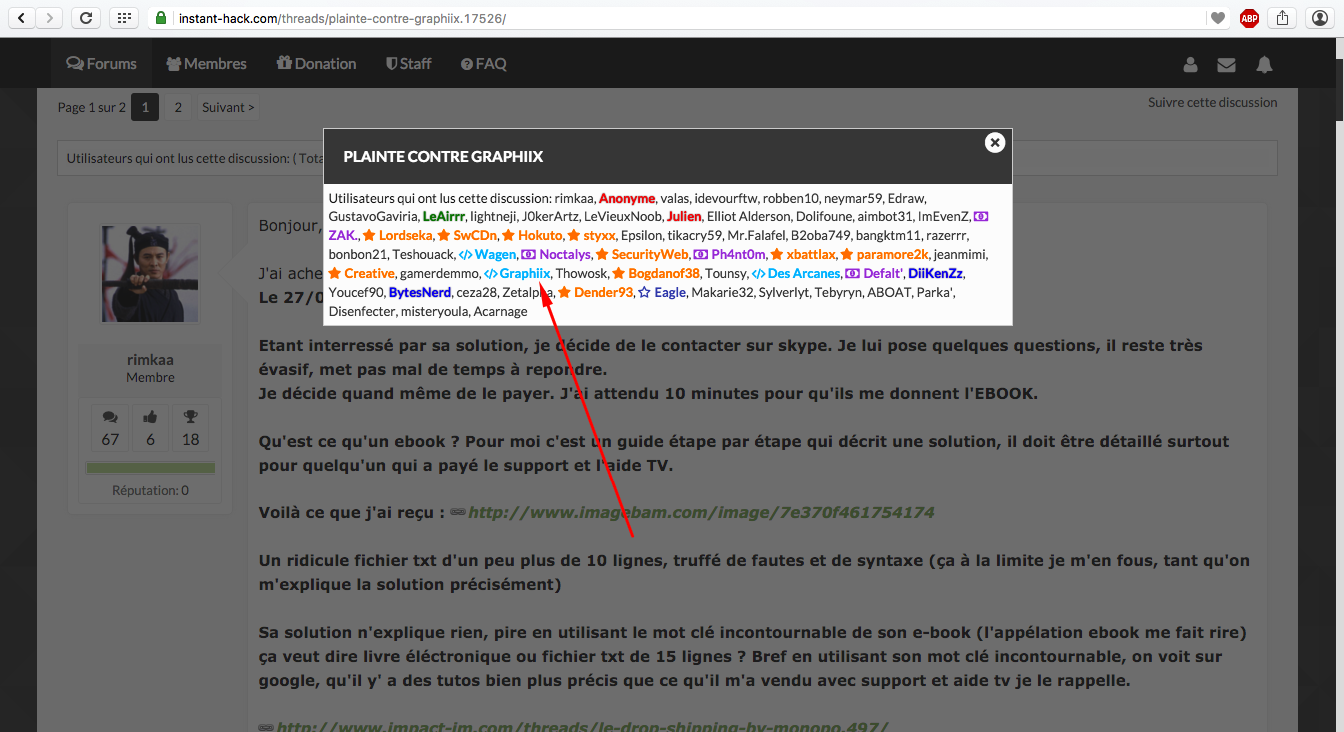 instant-hack.com/threads/plainte-contre-graphiix.17526/
ABP
Forums Membres Donation Staff FAQ
Page 1 sur 2 1 2 Suivant >
Suivre cette discussion
Utilisateurs qui ont lus cette discussion: ( Tota
PLAINTE CONTRE GRAPHIIX
Utilisateurs qui ont lus cette discussion: rimkaa, Anonyme, valas, idevourftw, robben10, neymar59, Edraw,
GustavoGaviria, LeAirrr, lightneji, J0kerArtz, LeVieuxNoob, Julien, Elliot Alderson, Dolifoune, aimbot31, ImEvenZ,
ZAK., Lordseka, SwCDn, Hokuto, styxx, Epsilon, tikacry59, Mr.Falafel, B2oba749, bangktm11, razerrr,
bonbon21, Teshouack, </> Wagen, Noctalys, SecurityWeb, Ph4nt0m, xbattlax, paramore2k, jeanmimi,
Creative, gamerdemmo, </> Graphiix, Thowosk, Bogdanof38, Tounsy, </> Des Arcanes, Defalt', DiiKenZz,
Youcef90, BytesNerd, ceza28, Zetalpha, Dender93, Eagle, Makarie32, Sylverlyt, Tebyryn, ABOAT, Parka',
Disenfecter, misteryoula, Acarnage
rimkaa
Membre
67 6 18
Réputation: 0
Bonjour,
J'ai ache
Le 27/0
Etant interressé par sa solution, je décide de le contacter sur skype. Je lui pose quelques questions, il reste très
évasif, met pas mal de temps à repondre.
Je décide quand même de le payer. J'ai attendu 10 minutes pour qu'ils me donnent l'EBOOK.
Qu'est ce qu'un ebook ? Pour moi c'est un guide étape par étape qui décrit une solution, il doit être détaillé surtout
pour quelqu'un qui a payé le support et l'aide TV.
Voilà ce que j'ai reçu : http://www.imagebam.com/image/7e370f461754174
Un ridicule fichier txt d'un peu plus de 10 lignes, truffé de fautes et de syntaxe (ça à la limite je m'en fous, tant qu'on
m'explique la solution précisément)
Sa solution n'explique rien, pire en utilisant le mot clé incontournable de son e-book (l'appélation ebook me fait rire)
ça veut dire livre éléctronique ou fichier txt de 15 lignes ? Bref en utilisant son mot clé incontournable, on voit sur
google, qu'il y' a des tutos bien plus précis que ce qu'il m'a vendu avec support et aide tv je le rappelle.
http://www.impact-im.com/threads/le-drop-shipping-by-monopo.497/